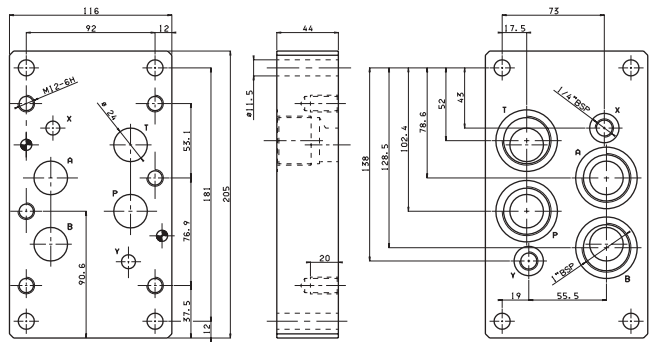 116
92
12
M12-6H
ø 24
X
T
A
P
B
Y
90.6
53.1
76.9
37.5
12
181
205
44
ø11.5
20
73
17.5
1/4"BSP
T
X
A
P
Y
B
1"BSP
43
52
78.6
102.4
128.5
138
19
55.5